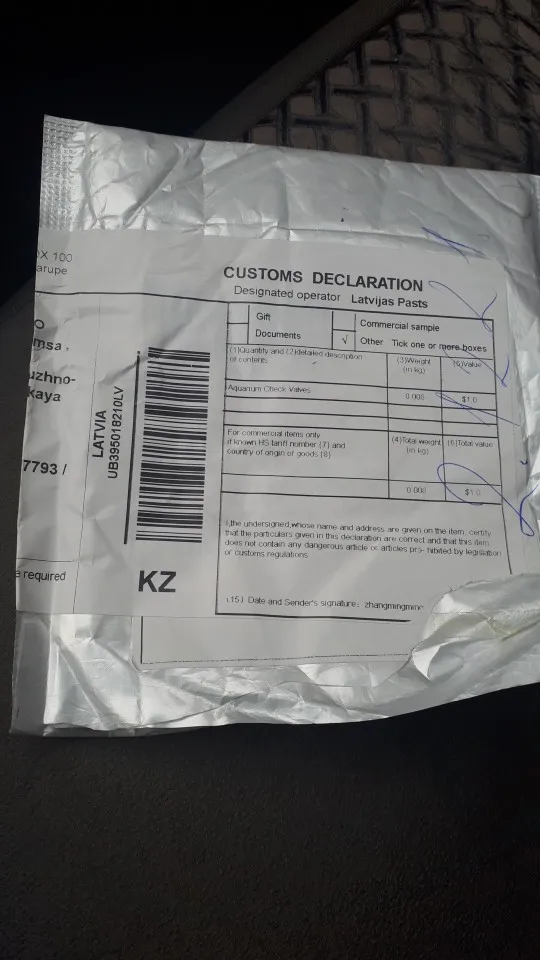 X 100
arupe
CUSTOMS DECLARATION
Designated operator Latvijas Pasts
Gift
Commercial sample
Documents
√ Other Tick one or more boxes
(1)Quantity and (2)detailed description of contents
(3)Weight (in kg)
(5)Value
Aquarium Check Valves
0.008
$1.0
For commercial items only
if known HS tariff number (7) and
country of origin of goods (8)
(4)Total weight (in kg)
(6)Total value
0.008
$1.0
I,the undersigned,whose name and address are given on the item, certify
that the particulars given in this declaration are correct and that this item
does not contain any dangerous article or articles pro- hibited by legislation
or customs regulations
(15) Date and Sender's signature: zhangmingming
LATVIA
UB395018210LV
KZ
O
msa ,
uzhno-
kaya
7793 /
e required